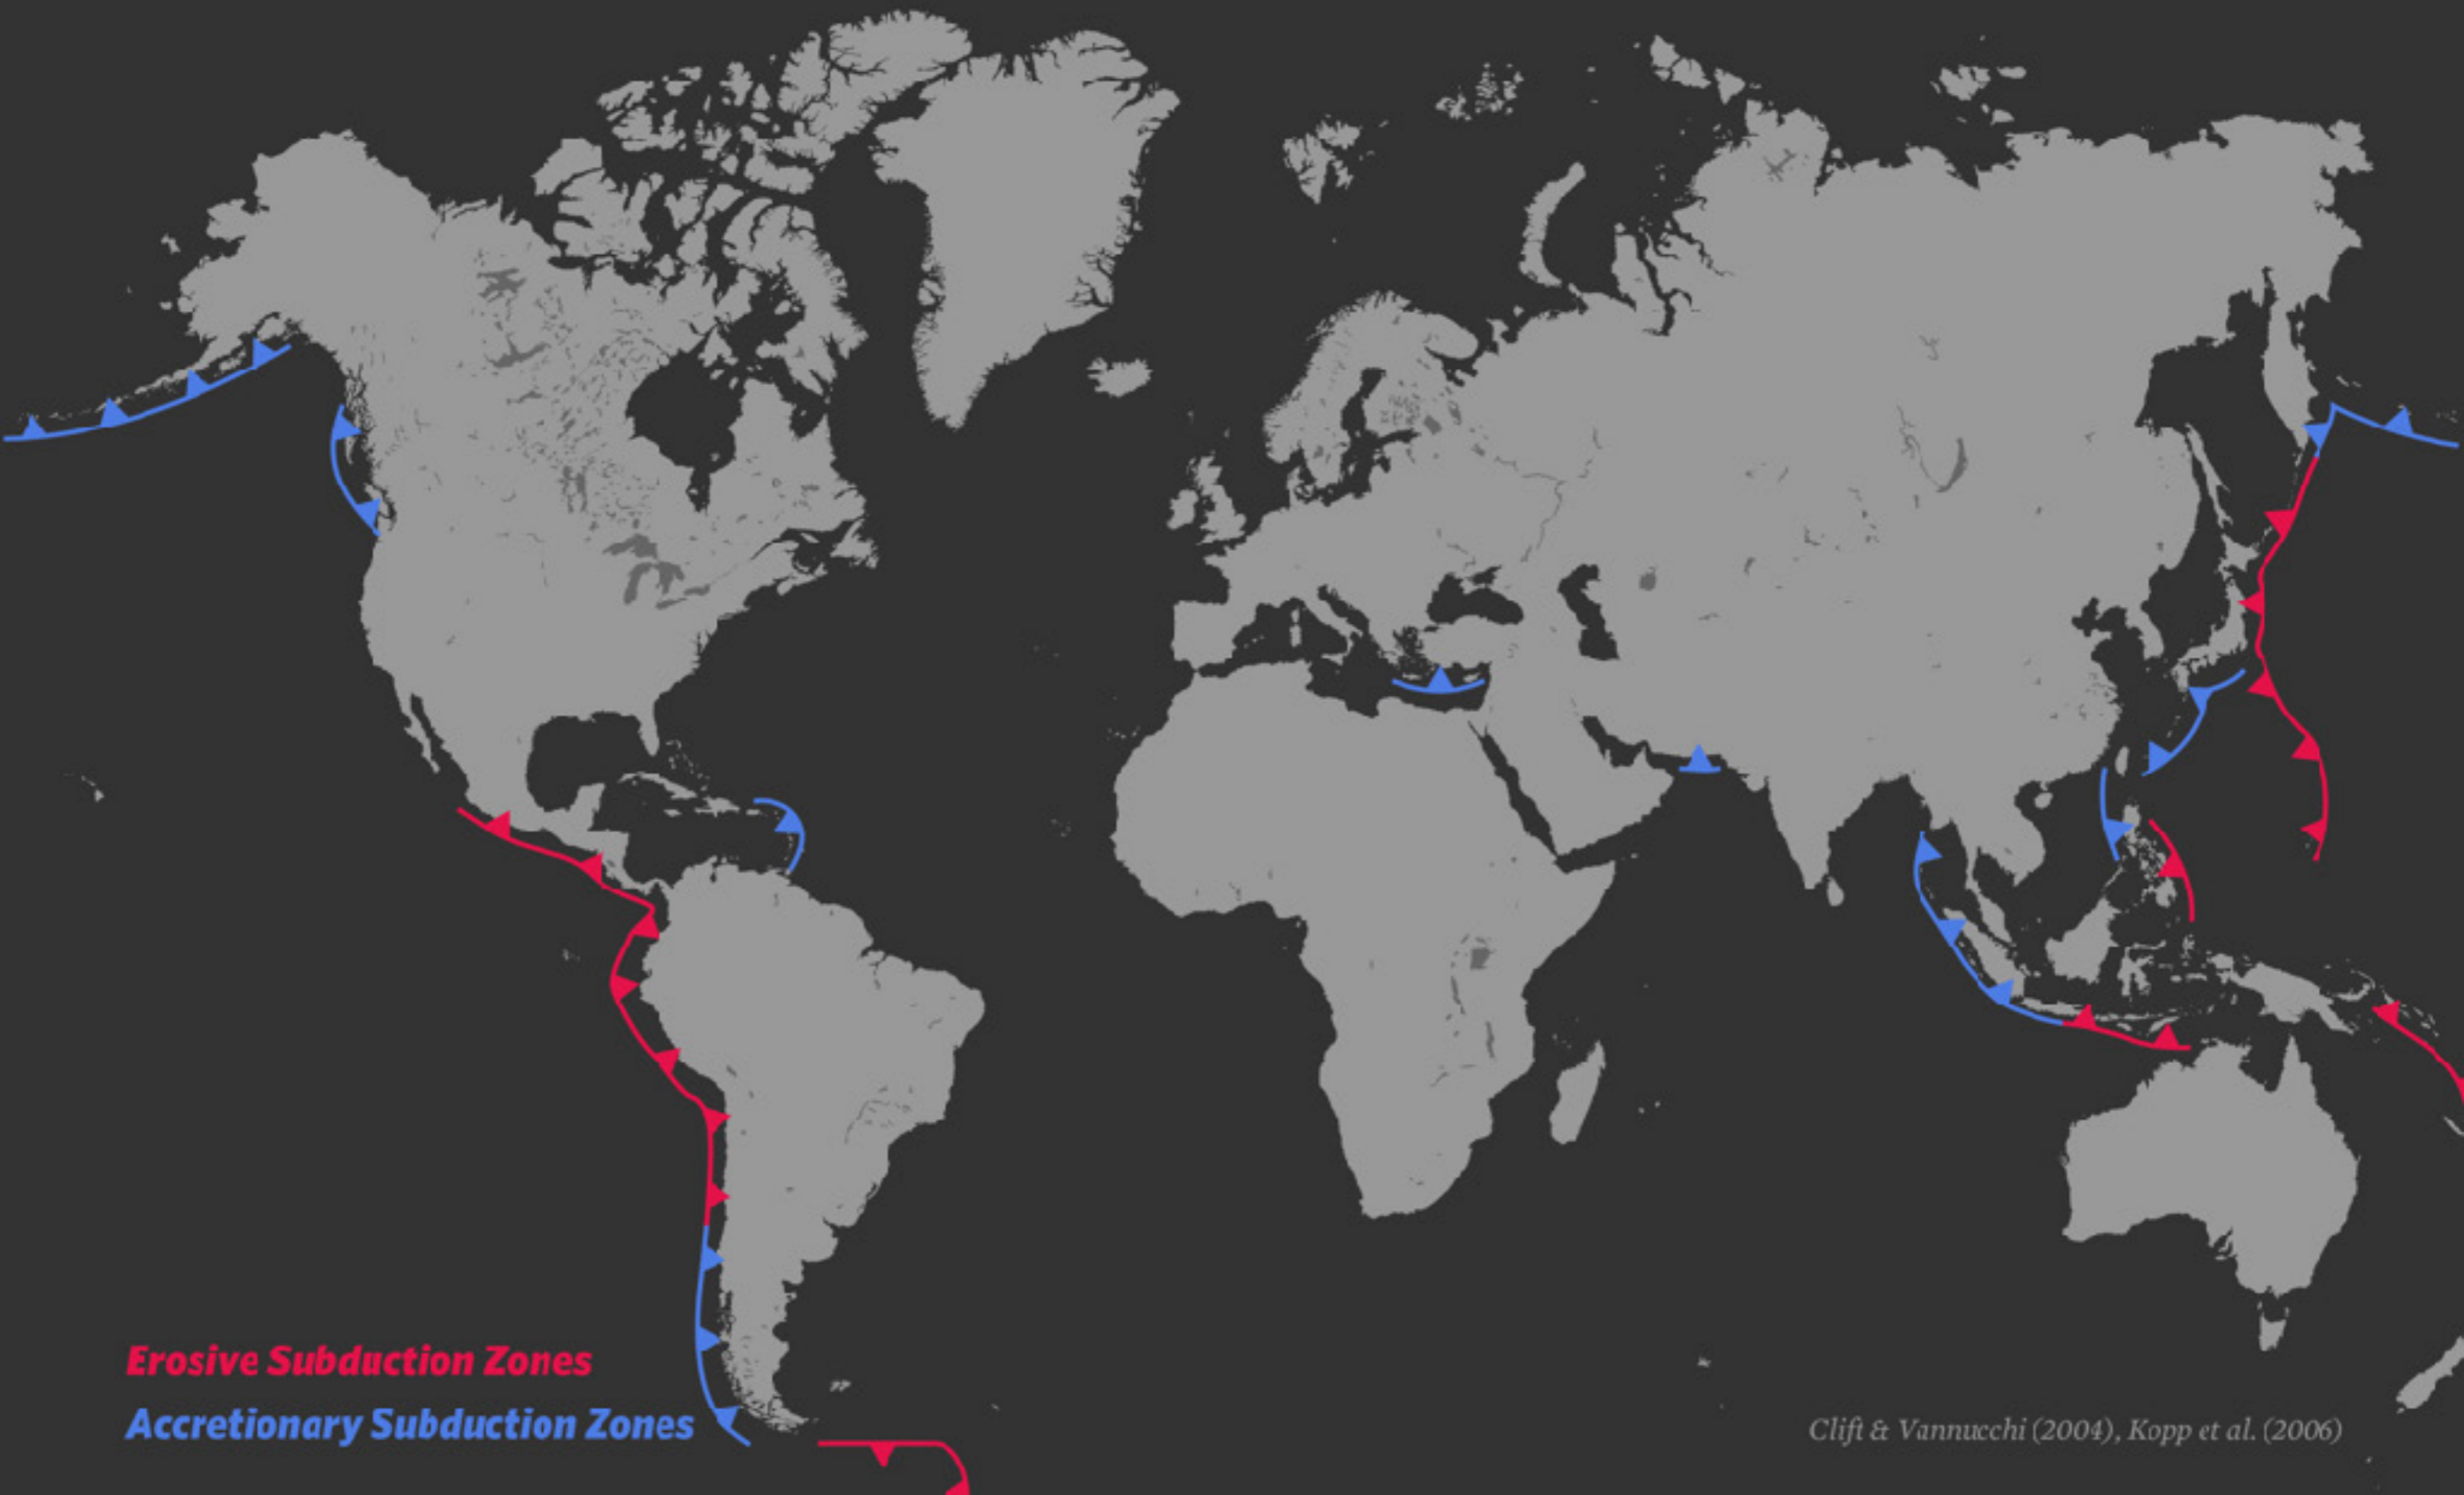 Erosive Subduction Zones
Accretionary Subduction Zones
Clift & Vannucchi (2004), Kopp et al. (2006)